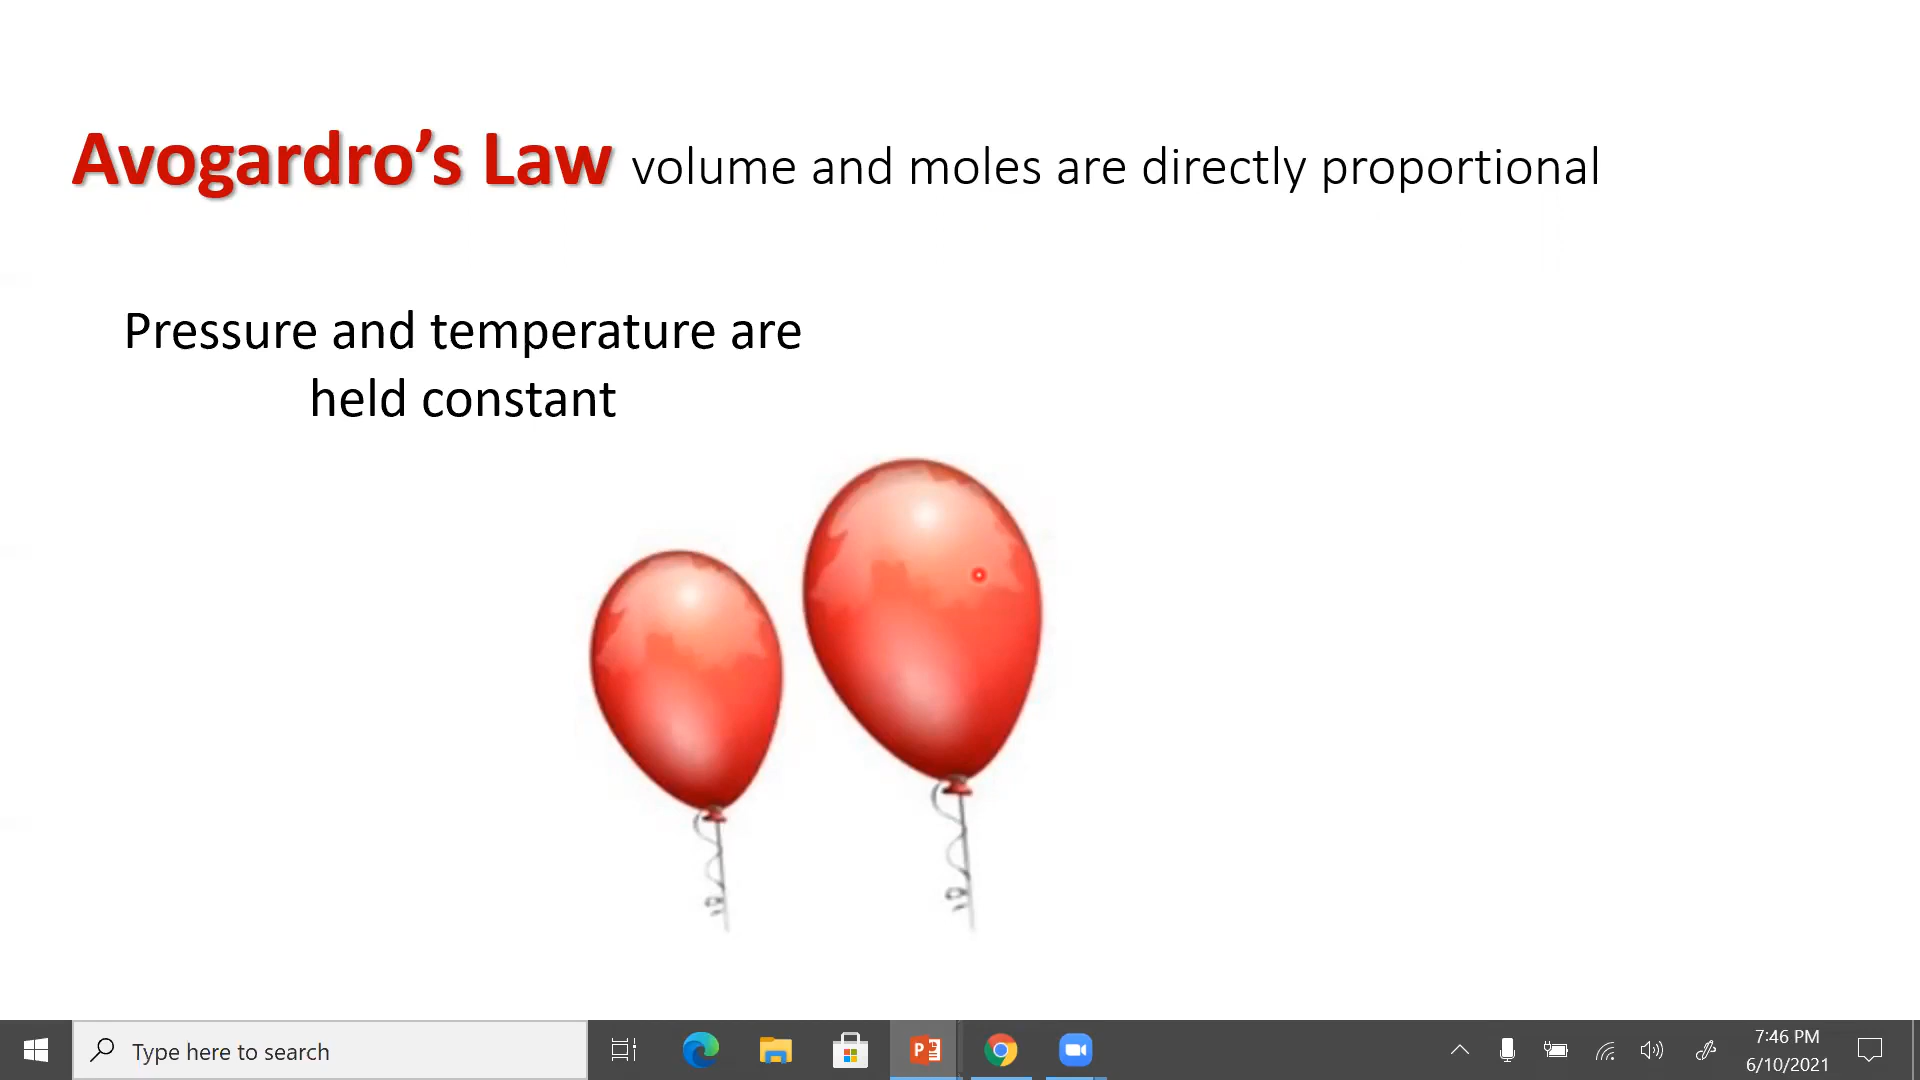 Avogardro’s Law volume and moles are directly proportional
Pressure and temperature are
held constant
Type here to search
7:46 PM
6/10/2021